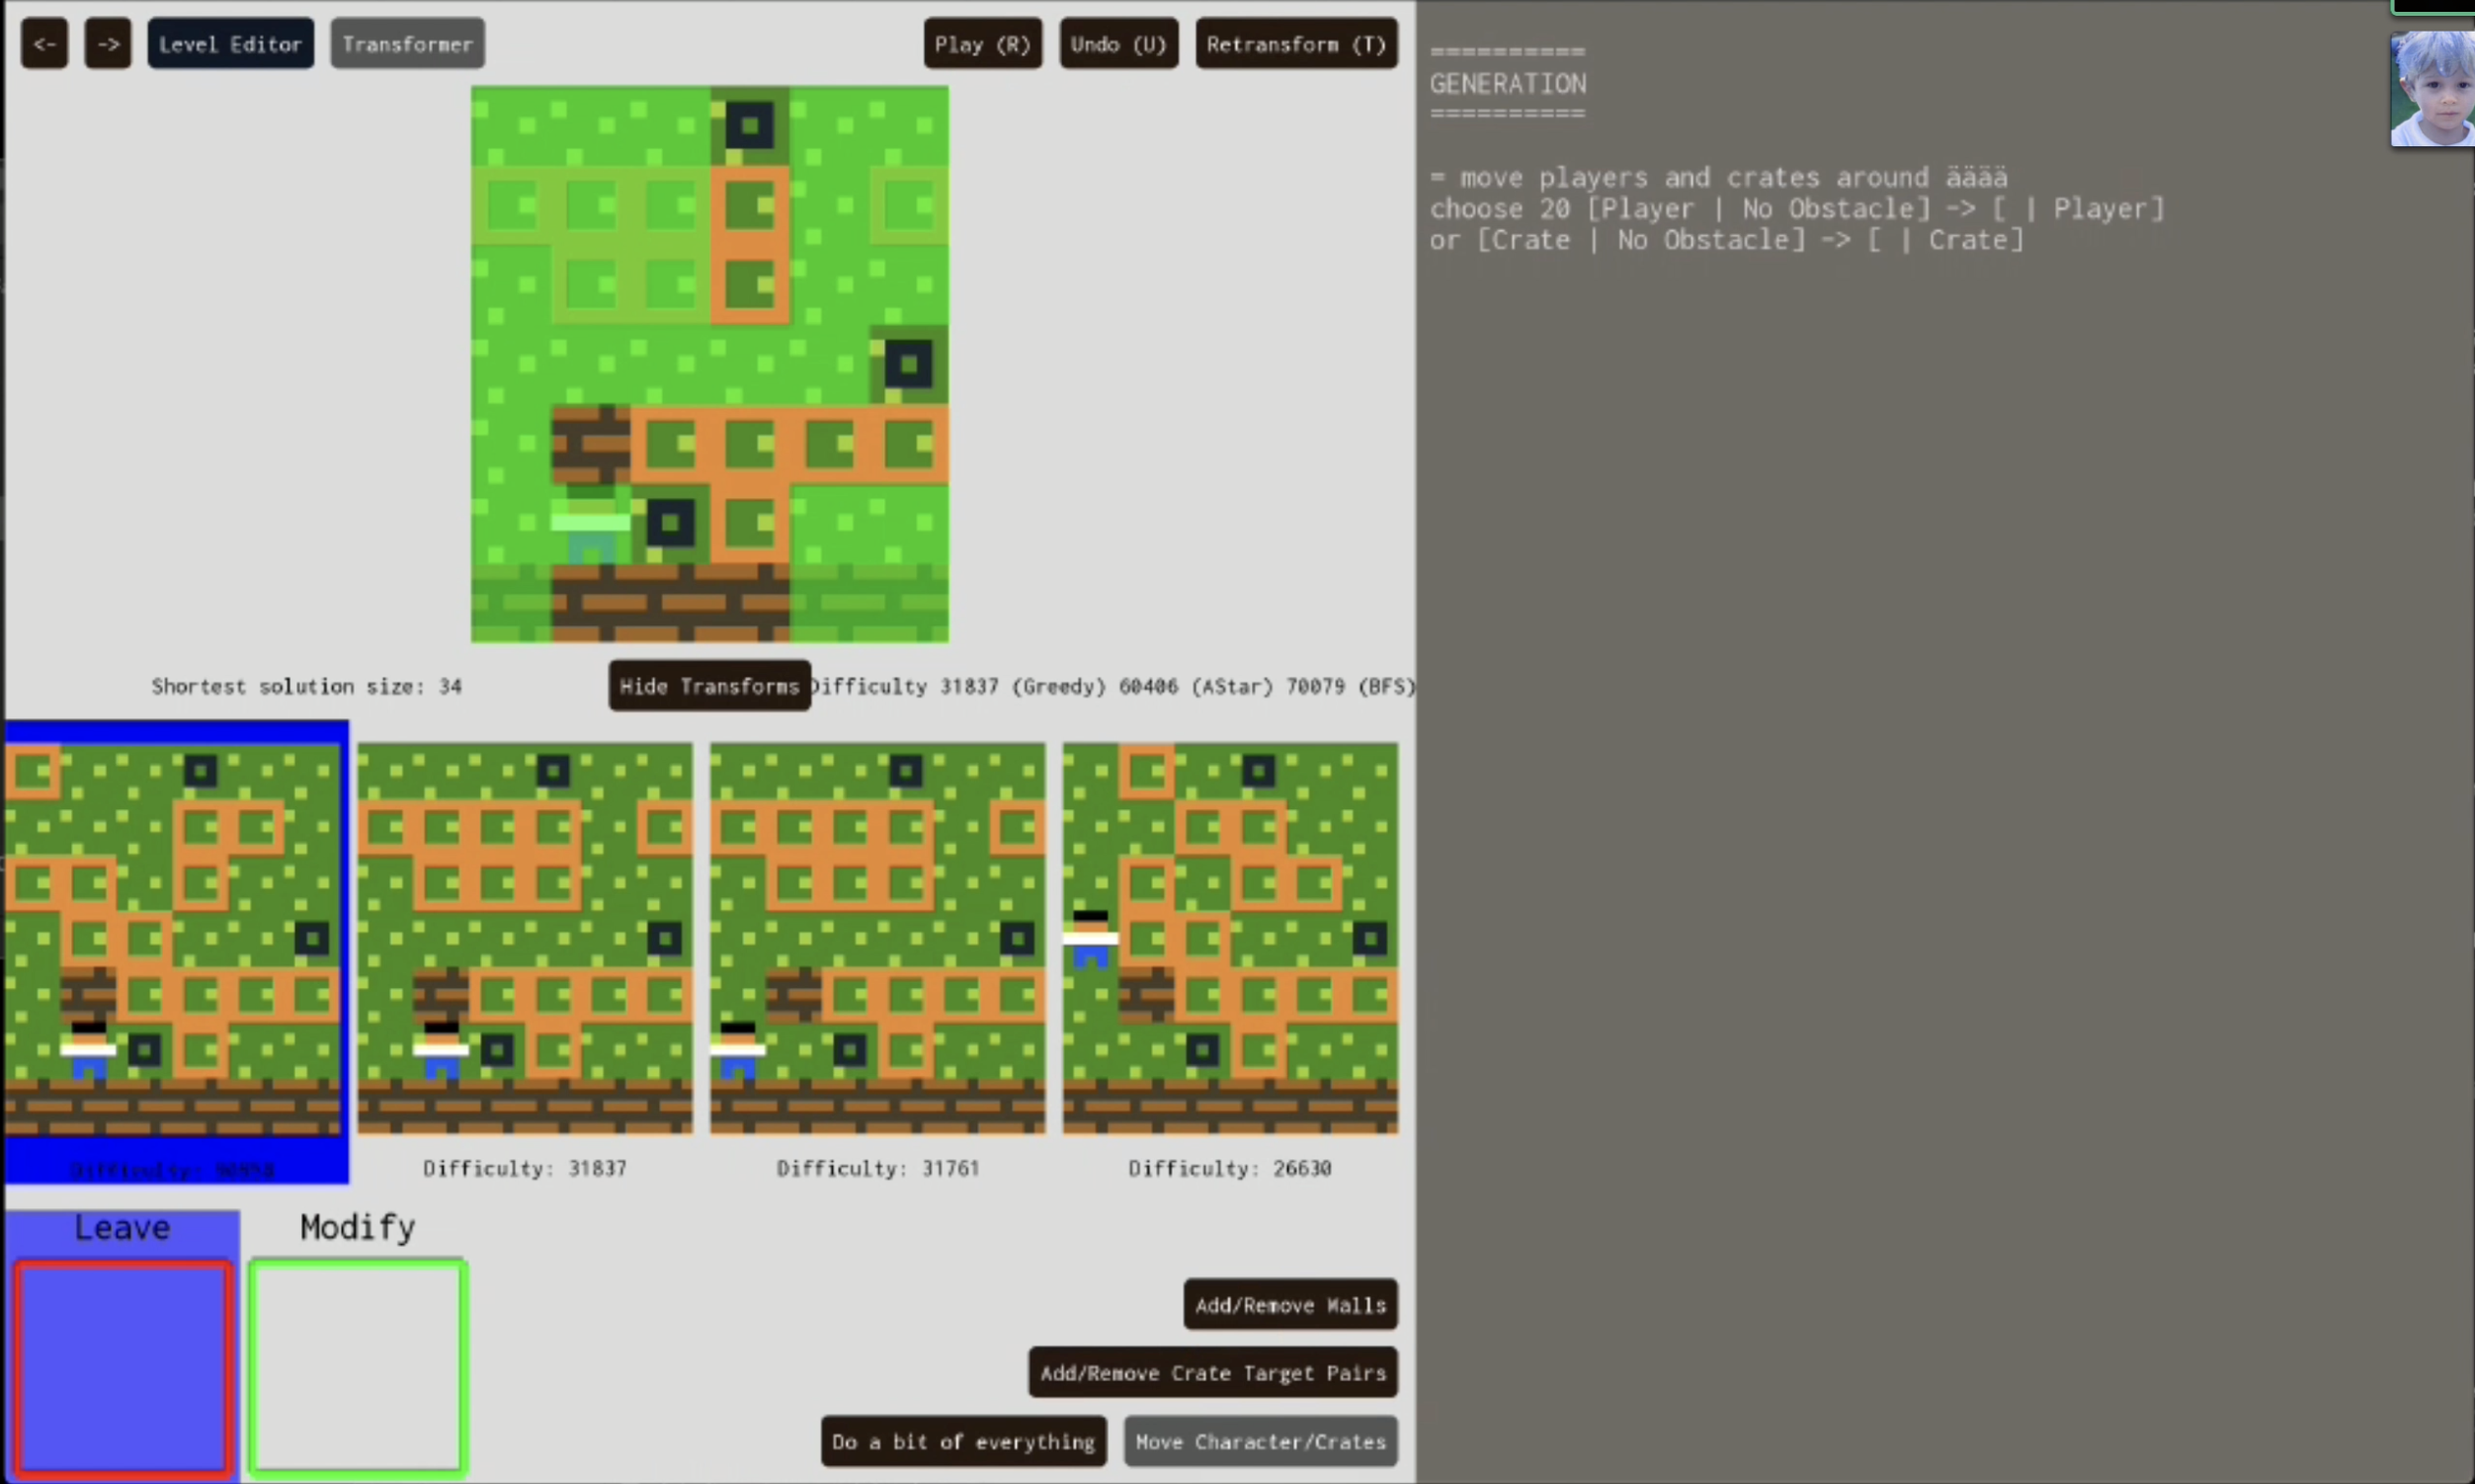 <- -> Level Editor Transformer Play (R) Undo (U) Retransform (T)
Shortest solution size: 34 Hide Transforms Difficulty 31837 (Greedy) 60406 (AStar) 70079 (BFS)
Difficulty: Difficulty: 31837 Difficulty: 31761 Difficulty: 26630
Leave Modify
Add/Remove Walls
Add/Remove Crate Target Pairs
Do a bit of everything Move Character/Crates
==========
GENERATION
==========
= move players and crates around ääää
choose 20 [Player | No Obstacle] -> [ | Player]
or [Crate | No Obstacle] -> [ | Crate]